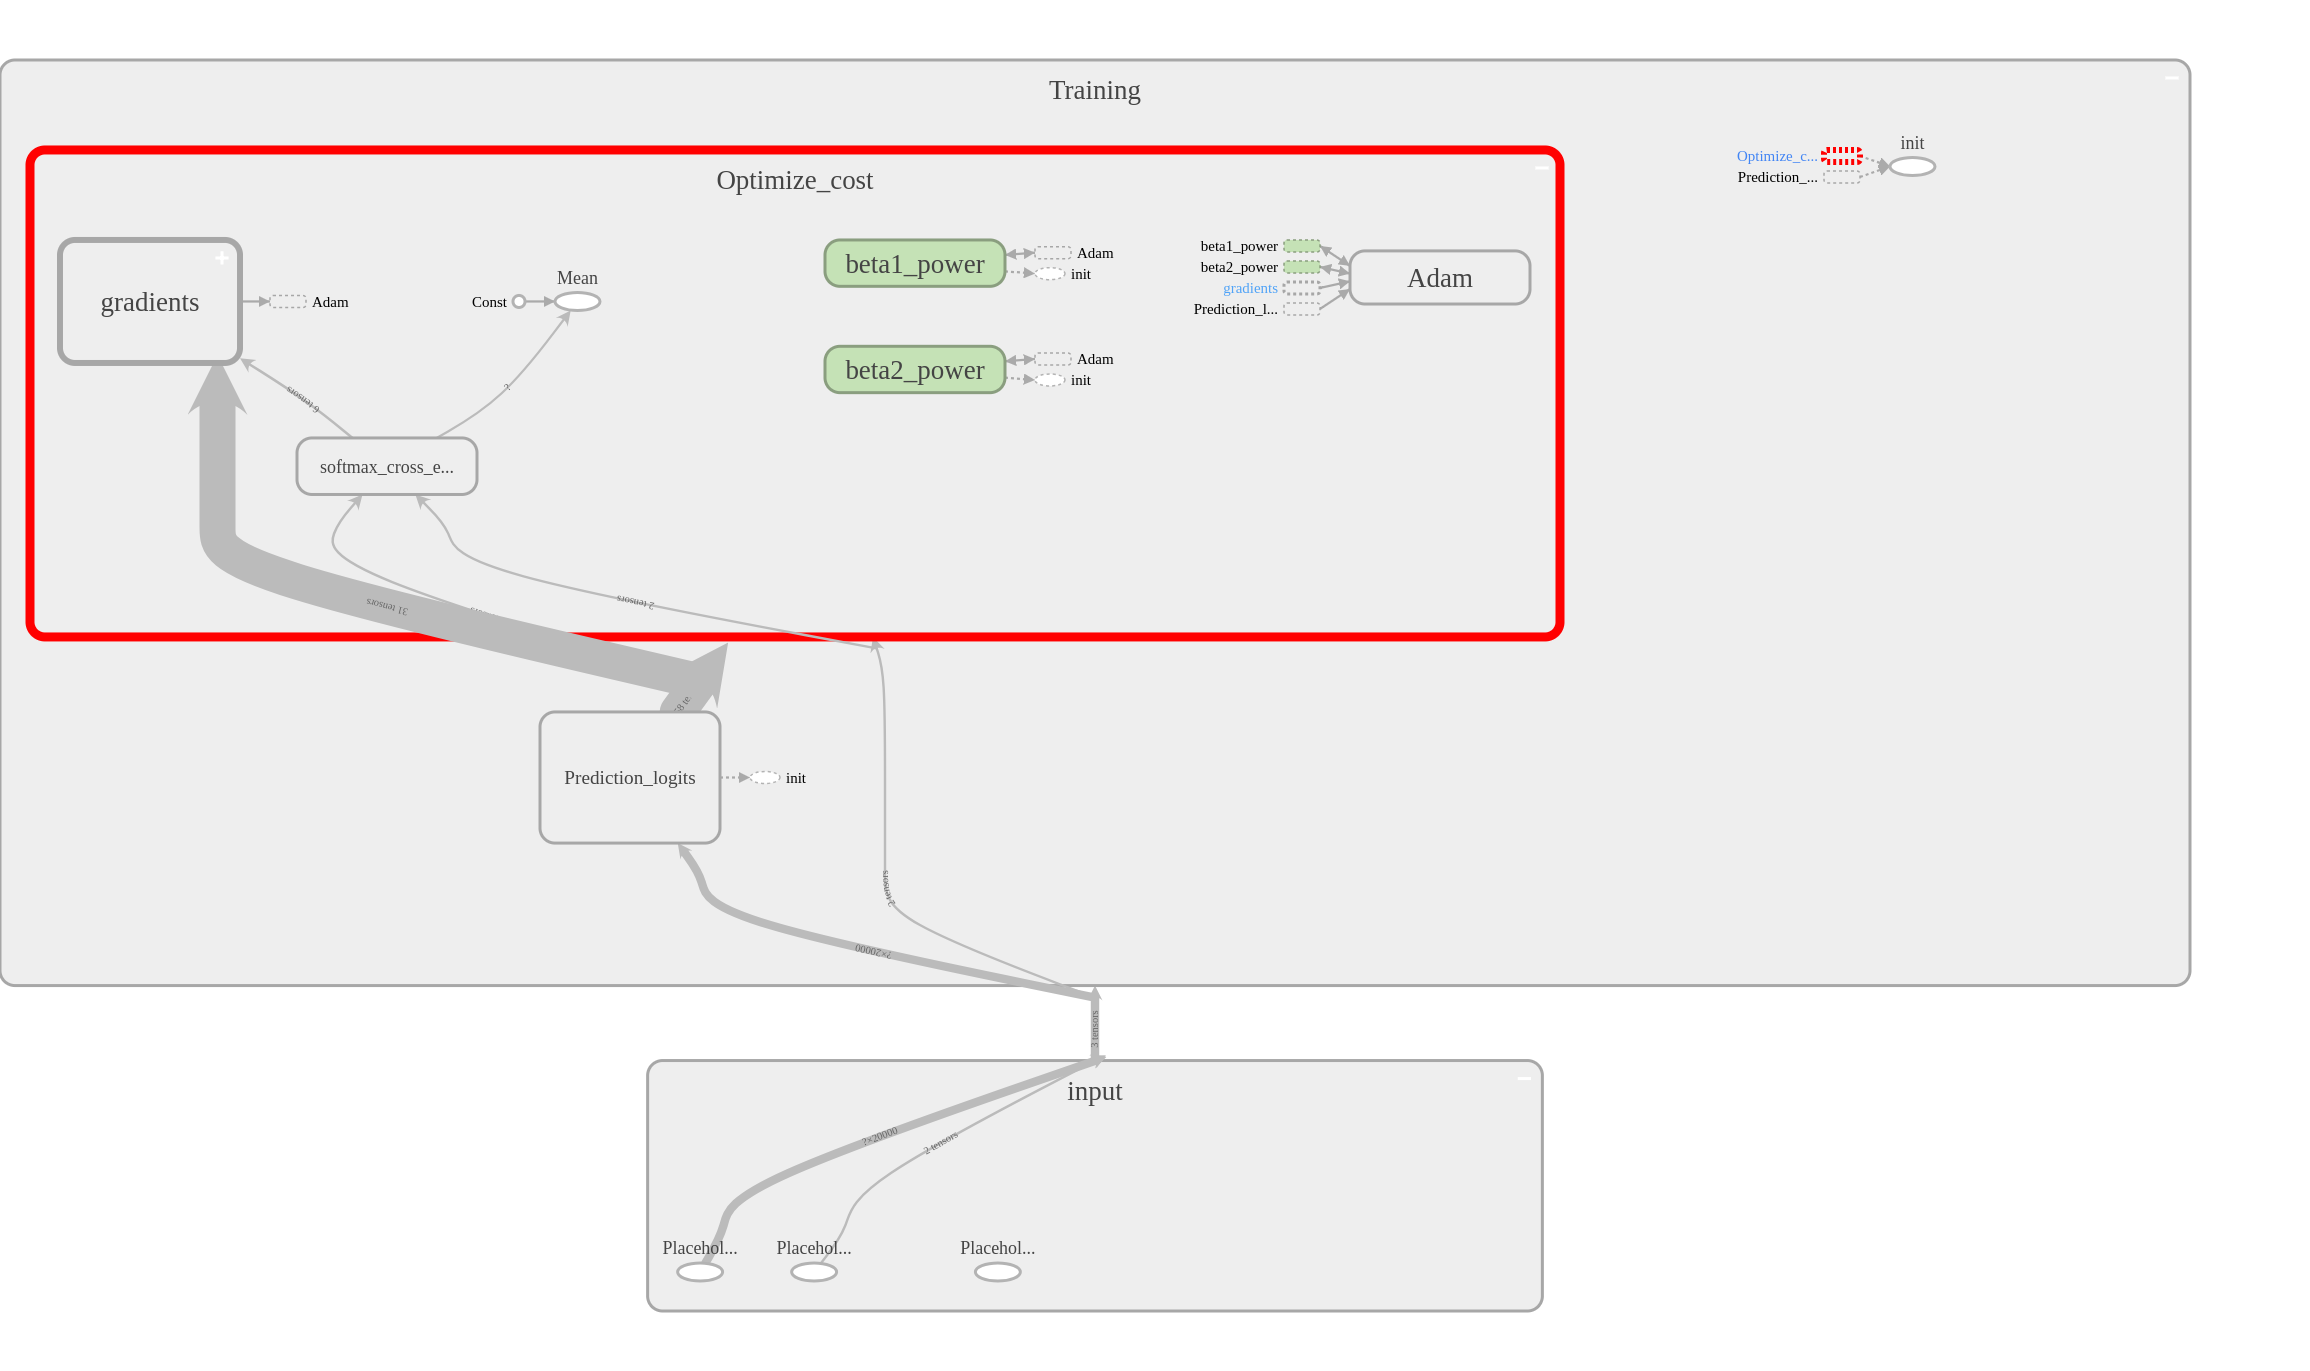 Training
Optimize_c...
Prediction_...
init
Optimize_cost
gradients
Adam
Const
Mean
beta1_power
Adam
init
beta1_power
beta2_power
gradients
Prediction_l...
Adam
beta2_power
Adam
init
6 tensors
?
softmax_cross_e...
31 tensors
2 tensors
Prediction_logits
init
2 tensors
?×20000
3 tensors
input
?×20000
2 tensors
Placehol...
Placehol...
Placehol...